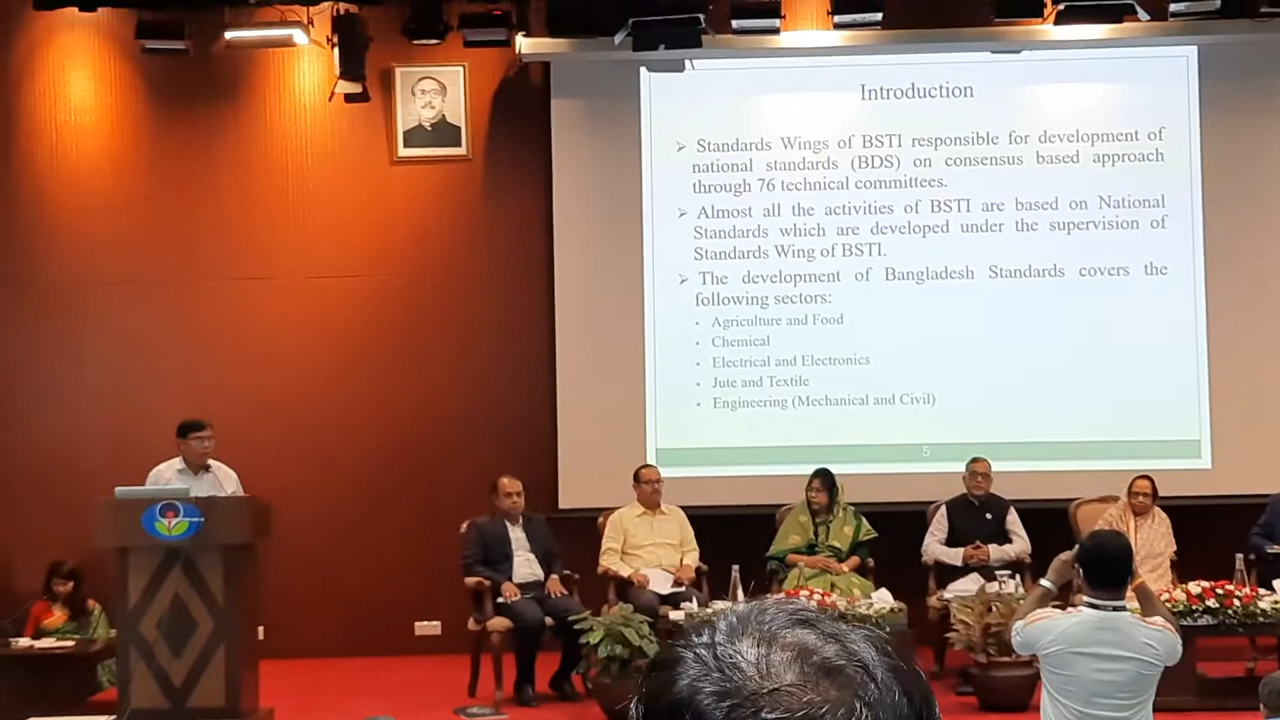 Introduction
➢ Standards Wings of BSTI responsible for development of
national standards (BDS) on consensus based approach
through 76 technical committees.
➢ Almost all the activities of BSTI are based on National
Standards which are developed under the supervision of
Standards Wing of BSTI.
➢ The development of Bangladesh Standards covers the
following sectors:
• Agriculture and Food
• Chemical
• Electrical and Electronics
• Jute and Textile
• Engineering (Mechanical and Civil)
5